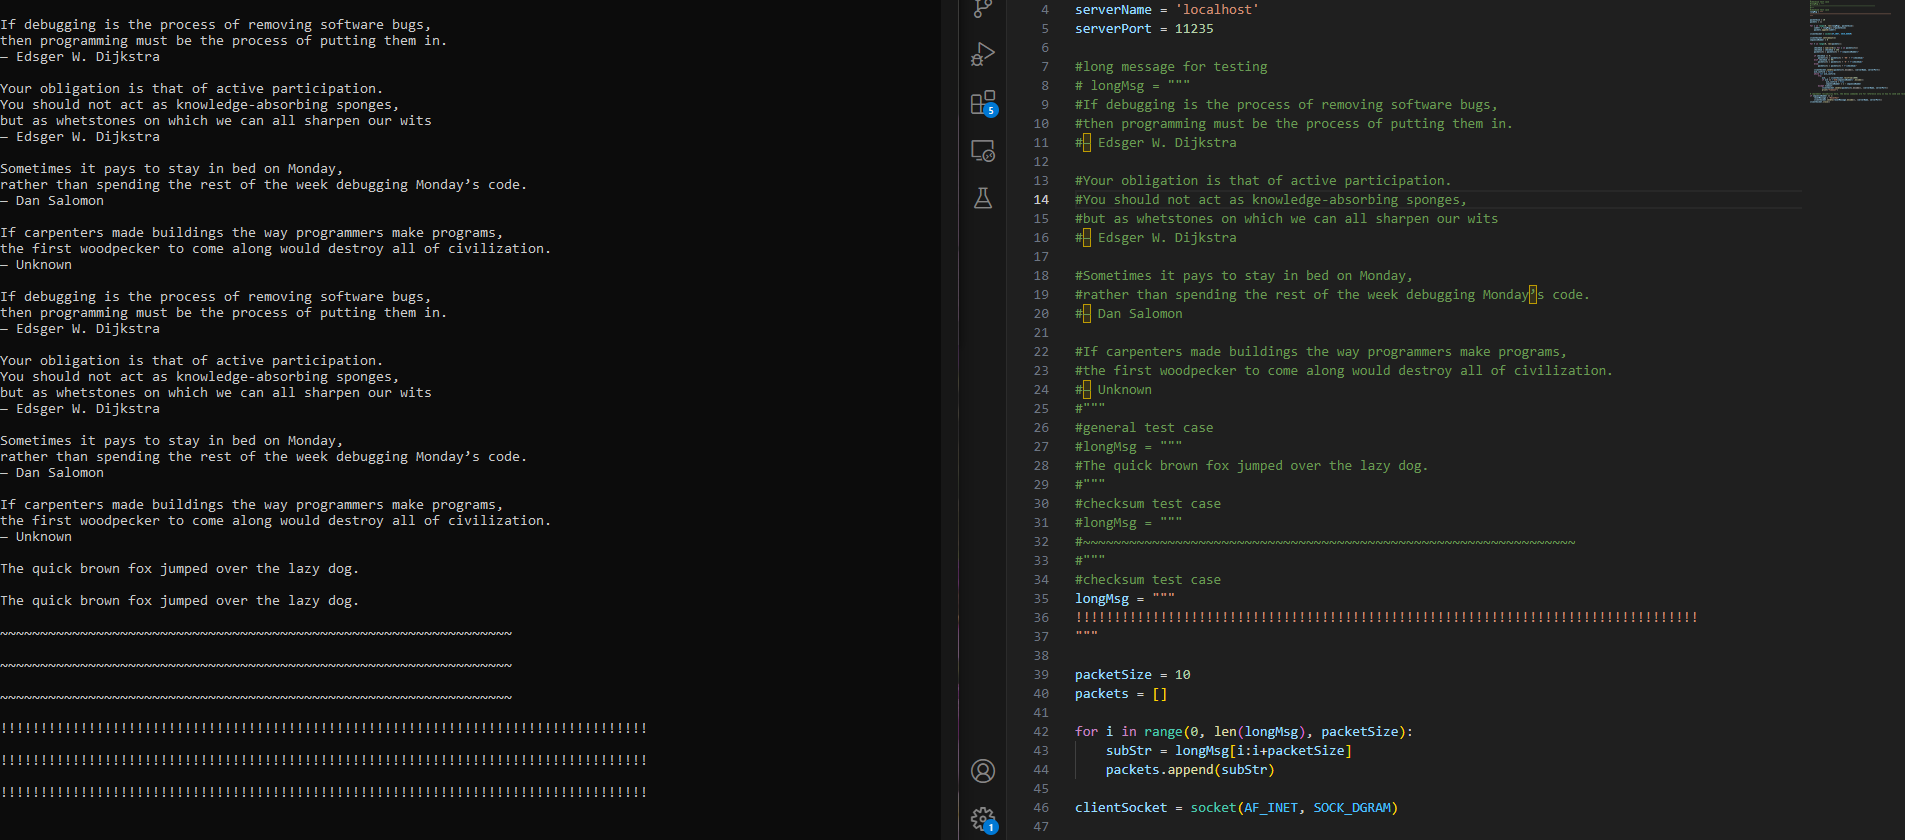 If debugging is the process of removing software bugs,
then programming must be the process of putting them in.
– Edsger W. Dijkstra
Your obligation is that of active participation.
You should not act as knowledge-absorbing sponges,
but as whetstones on which we can all sharpen our wits
– Edsger W. Dijkstra
Sometimes it pays to stay in bed on Monday,
rather than spending the rest of the week debugging Monday’s code.
– Dan Salomon
If carpenters made buildings the way programmers make programs,
the first woodpecker to come along would destroy all of civilization.
– Unknown
If debugging is the process of removing software bugs,
then programming must be the process of putting them in.
– Edsger W. Dijkstra
Your obligation is that of active participation.
You should not act as knowledge-absorbing sponges,
but as whetstones on which we can all sharpen our wits
– Edsger W. Dijkstra
Sometimes it pays to stay in bed on Monday,
rather than spending the rest of the week debugging Monday’s code.
– Dan Salomon
If carpenters made buildings the way programmers make programs,
the first woodpecker to come along would destroy all of civilization.
– Unknown
The quick brown fox jumped over the lazy dog.
The quick brown fox jumped over the lazy dog.
~~~~~~~~~~~~~~~~~~~~~~~~~~~~~~~~~~~~~~~~~~~~~~~~~~~~~~~~~~~~~~~~
~~~~~~~~~~~~~~~~~~~~~~~~~~~~~~~~~~~~~~~~~~~~~~~~~~~~~~~~~~~~~~~~
~~~~~~~~~~~~~~~~~~~~~~~~~~~~~~~~~~~~~~~~~~~~~~~~~~~~~~~~~~~~~~~~
!!!!!!!!!!!!!!!!!!!!!!!!!!!!!!!!!!!!!!!!!!!!!!!!!!!!!!!!!!!!!!!!!!!!!!!!!!!!!!!!!
!!!!!!!!!!!!!!!!!!!!!!!!!!!!!!!!!!!!!!!!!!!!!!!!!!!!!!!!!!!!!!!!!!!!!!!!!!!!!!!!!
!!!!!!!!!!!!!!!!!!!!!!!!!!!!!!!!!!!!!!!!!!!!!!!!!!!!!!!!!!!!!!!!!!!!!!!!!!!!!!!!!
5
1
4 serverName = 'localhost'
5 serverPort = 11235
6
7 #long message for testing
8 # longMsg = """
9 #If debugging is the process of removing software bugs,
10 #then programming must be the process of putting them in.
11 #– Edsger W. Dijkstra
12
13 #Your obligation is that of active participation.
14 #You should not act as knowledge-absorbing sponges,
15 #but as whetstones on which we can all sharpen our wits
16 #– Edsger W. Dijkstra
17
18 #Sometimes it pays to stay in bed on Monday,
19 #rather than spending the rest of the week debugging Monday’s code.
20 #– Dan Salomon
21
22 #If carpenters made buildings the way programmers make programs,
23 #the first woodpecker to come along would destroy all of civilization.
24 #– Unknown
25 #"""
26 #general test case
27 #longMsg = """
28 #The quick brown fox jumped over the lazy dog.
29 #"""
30 #checksum test case
31 #longMsg = """
32 #~~~~~~~~~~~~~~~~~~~~~~~~~~~~~~~~~~~~~~~~~~~~~~~~~~~~~~~~~~~~~~~~
33 #"""
34 #checksum test case
35 longMsg = """
36 !!!!!!!!!!!!!!!!!!!!!!!!!!!!!!!!!!!!!!!!!!!!!!!!!!!!!!!!!!!!!!!!!!!!!!!!!!!!!!!!!
37 """
38
39 packetSize = 10
40 packets = []
41
42 for i in range(0, len(longMsg), packetSize):
43 subStr = longMsg[i:i+packetSize]
44 packets.append(subStr)
45
46 clientSocket = socket(AF_INET, SOCK_DGRAM)
47